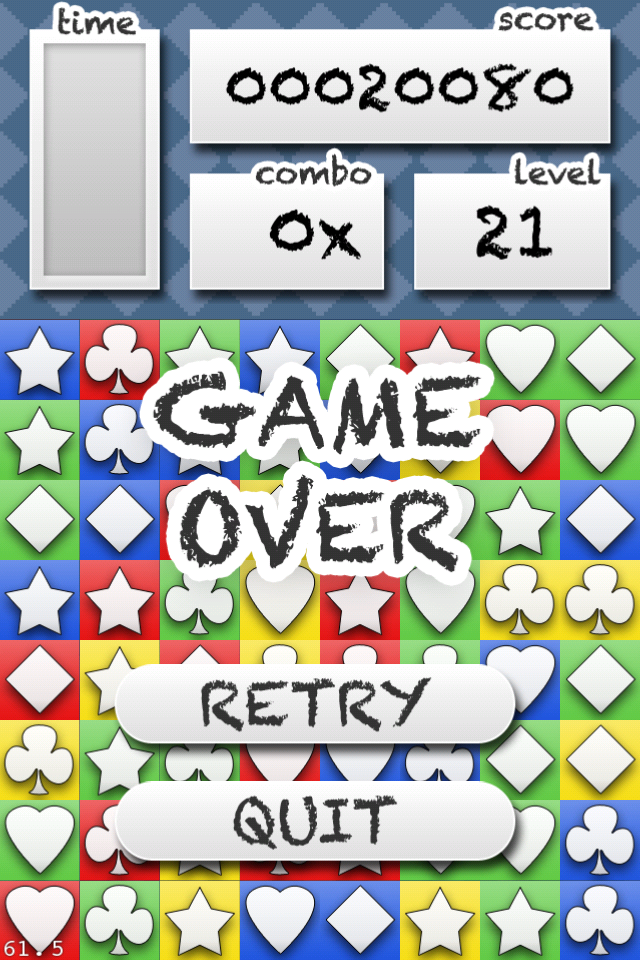 time
score
00020080
combo
level
0x
21
GAME
OVER
RETRY
QUIT
61.5